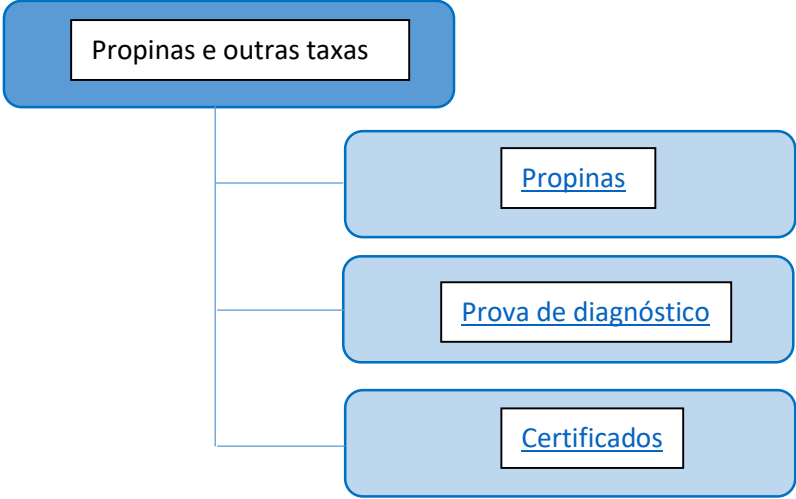 Propinas e outras taxas
Propinas
Prova de diagnóstico
Certificados